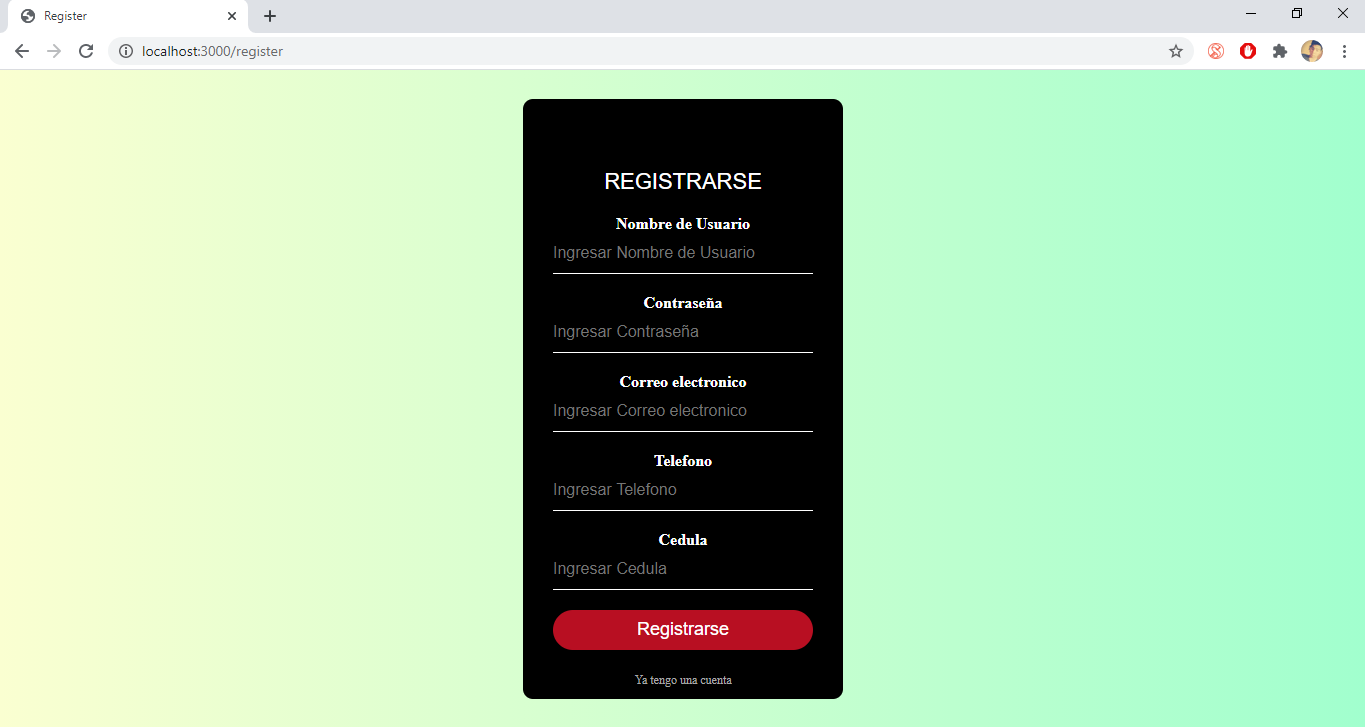 Register
localhost:3000/register
REGISTRARSE
Nombre de Usuario
Ingresar Nombre de Usuario
Contraseña
Ingresar Contraseña
Correo electronico
Ingresar Correo electronico
Telefono
Ingresar Telefono
Cedula
Ingresar Cedula
Registrarse
Ya tengo una cuenta